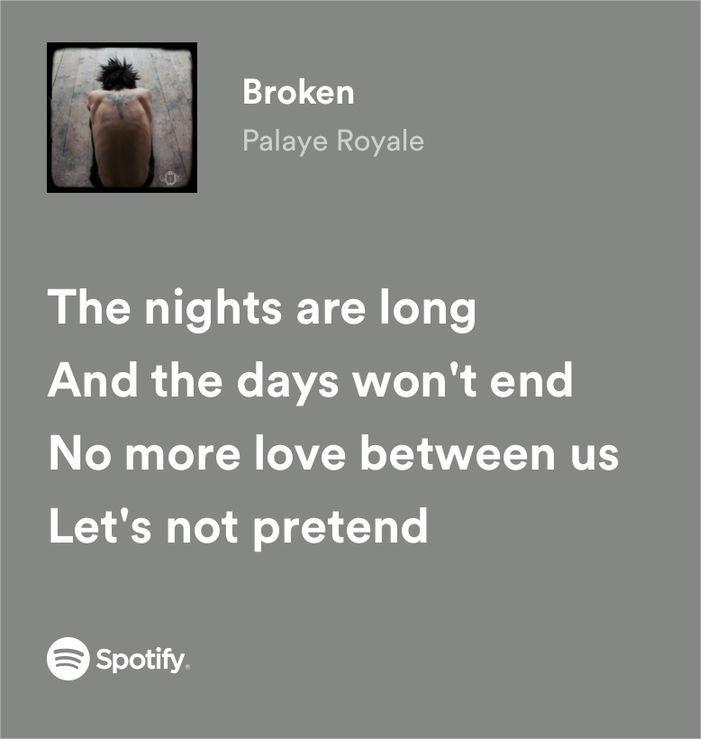 Broken
Palaye Royale
The nights are long
And the days won't end
No more love between us
Let's not pretend
Spotify